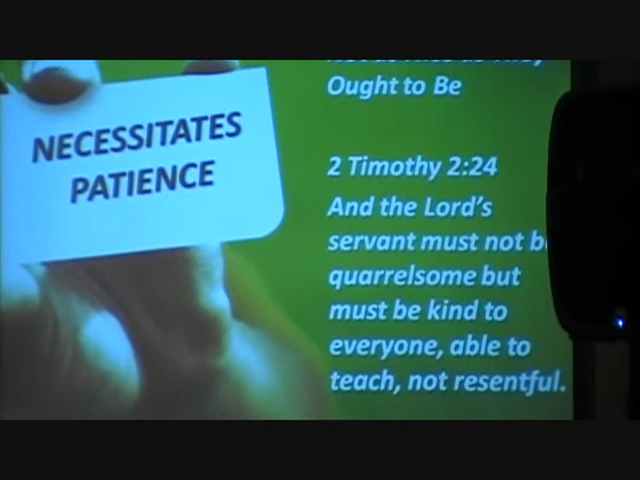 NECESSITATES
PATIENCE
Ought to Be
2 Timothy 2:24
And the Lord's
servant must not
quarrelsome but
must be kind to
everyone, able to
teach, not resentful.